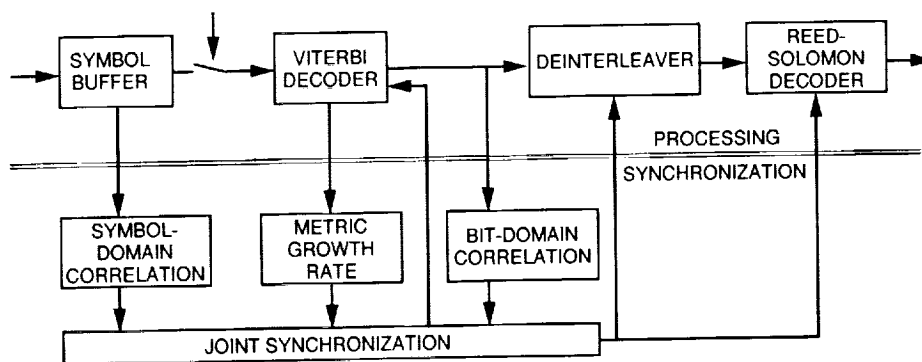 SYMBOL
BUFFER
VITERBI
DECODER
DEINTERLEAVER
REED-
SOLOMON
DECODER
PROCESSING
SYNCHRONIZATION
SYMBOL-
DOMAIN
CORRELATION
METRIC
GROWTH
RATE
BIT-DOMAIN
CORRELATION
JOINT SYNCHRONIZATION